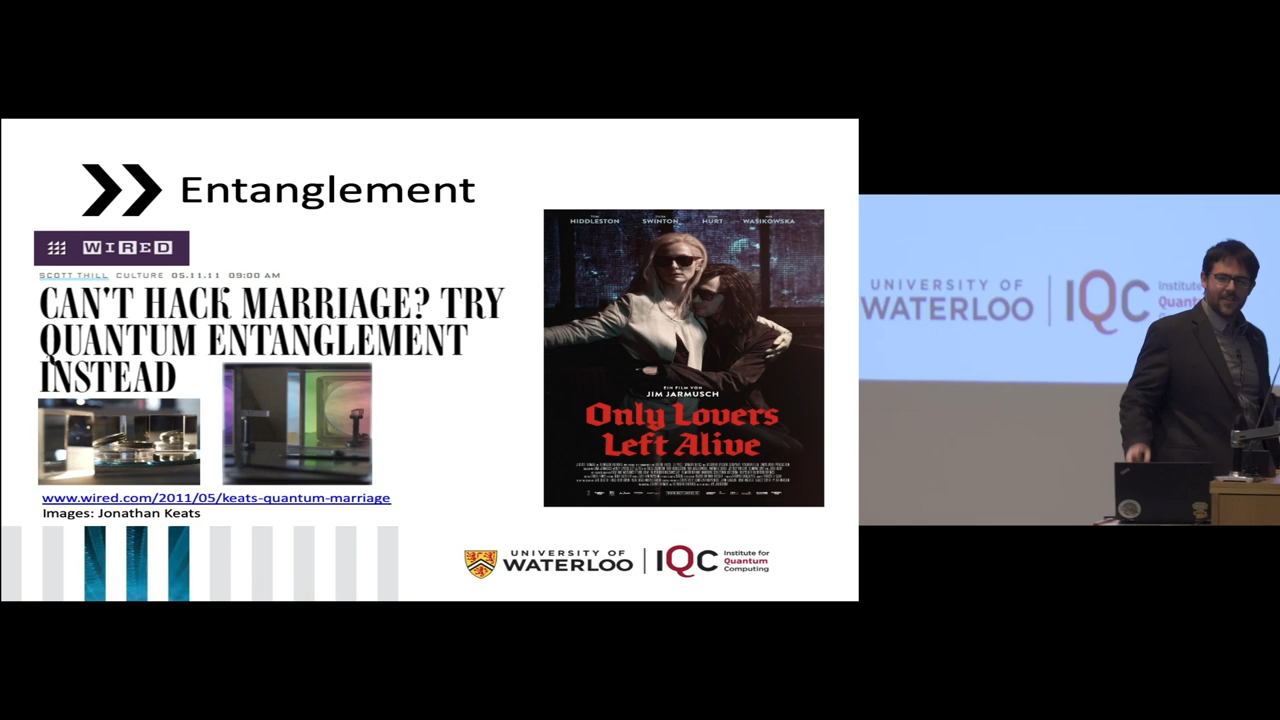 Entanglement
WIRED
SCOTT THILL CULTURE 05.11.11 09:00 AM
CAN'T HACK MARRIAGE? TRY
QUANTUM ENTANGLEMENT
INSTEAD
www.wired.com/2011/05/keats-quantum-marriage
Images: Jonathan Keats
HIDDLESTON SWINTON HURT WASIKOWSKA
EIN FILM VON
JIM JARMUSCH
Only Lovers
Left Alive
UNIVERSITY OF
WATERLOO
IQC
Institute for
Quantum
Computing
UNIVERSITY OF
WATERLOO
IQC
Institute
Quant